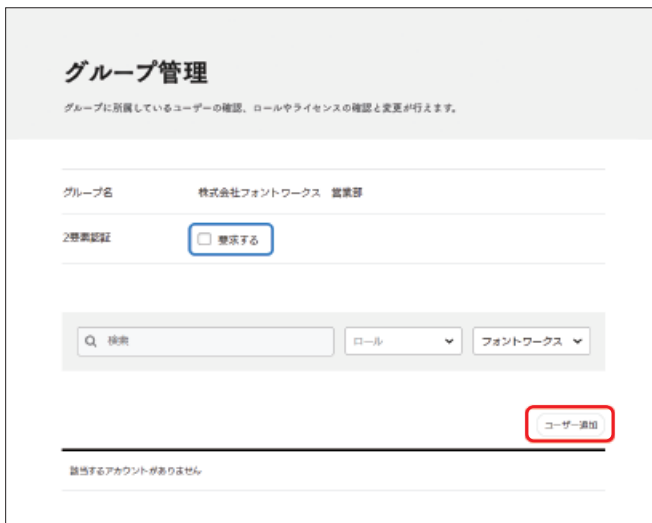 グループ管理
グループに所属しているユーザーの確認、ロールやライセンスの確認と変更が行えます。
グループ名 株式会社フォントワークス 営業部
2要素認証 要求する
検索 ロール フォントワークス
ユーザー追加
該当するアカウントがありません